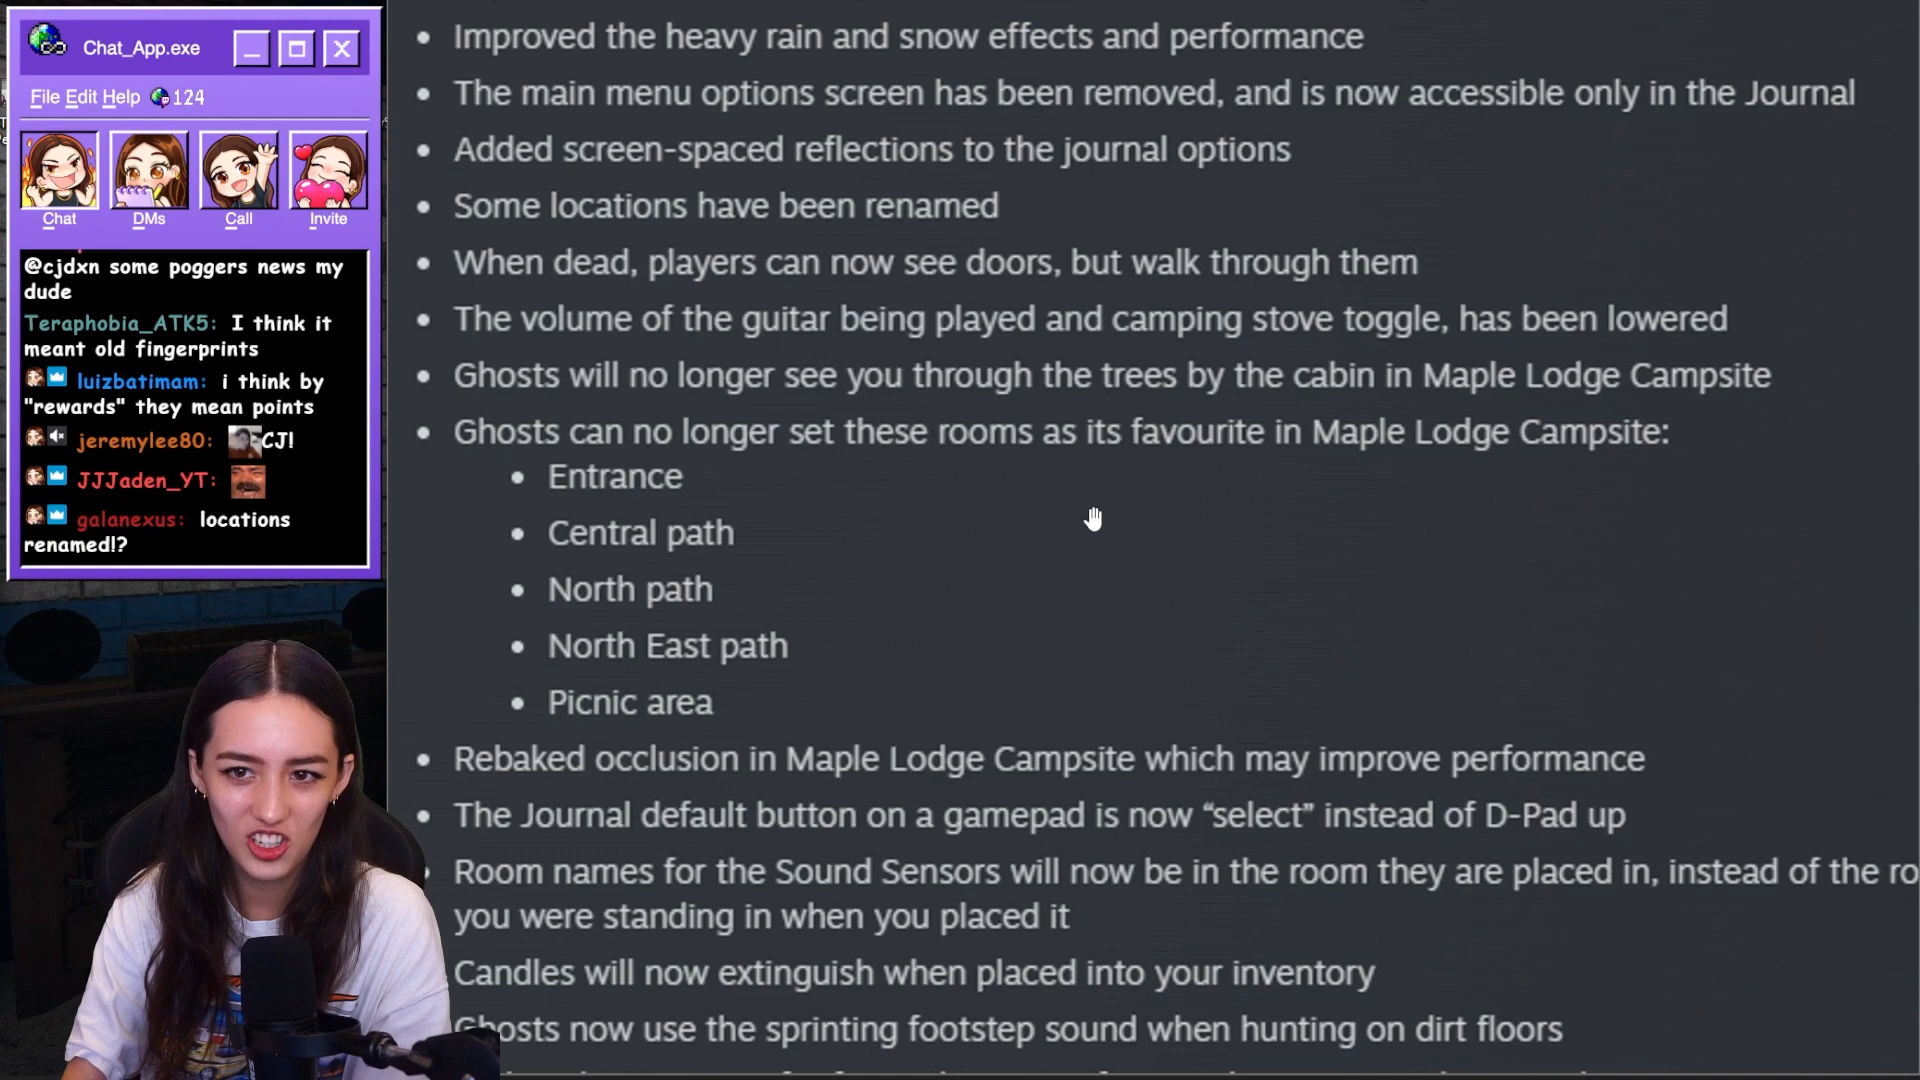 Chat_App.exe
File Edit Help 124
Chat DMs Call Invite
@cjdxn some poggers news my
dude
Teraphobia_ATK5: I think it
meant old fingerprints
luizbatimam: i think by
"rewards" they mean points
jeremylee80: CJ!
JJJaden_YT:
galanexus: locations
renamed!?
Improved the heavy rain and snow effects and performance
The main menu options screen has been removed, and is now accessible only in the Journal
Added screen-spaced reflections to the journal options
Some locations have been renamed
When dead, players can now see doors, but walk through them
The volume of the guitar being played and camping stove toggle, has been lowered
Ghosts will no longer see you through the trees by the cabin in Maple Lodge Campsite
Ghosts can no longer set these rooms as its favourite in Maple Lodge Campsite:
Entrance
Central path
North path
North East path
Picnic area
Rebaked occlusion in Maple Lodge Campsite which may improve performance
The Journal default button on a gamepad is now “select” instead of D-Pad up
Room names for the Sound Sensors will now be in the room they are placed in, instead of the ro
you were standing in when you placed it
Candles will now extinguish when placed into your inventory
Ghosts now use the sprinting footstep sound when hunting on dirt floors